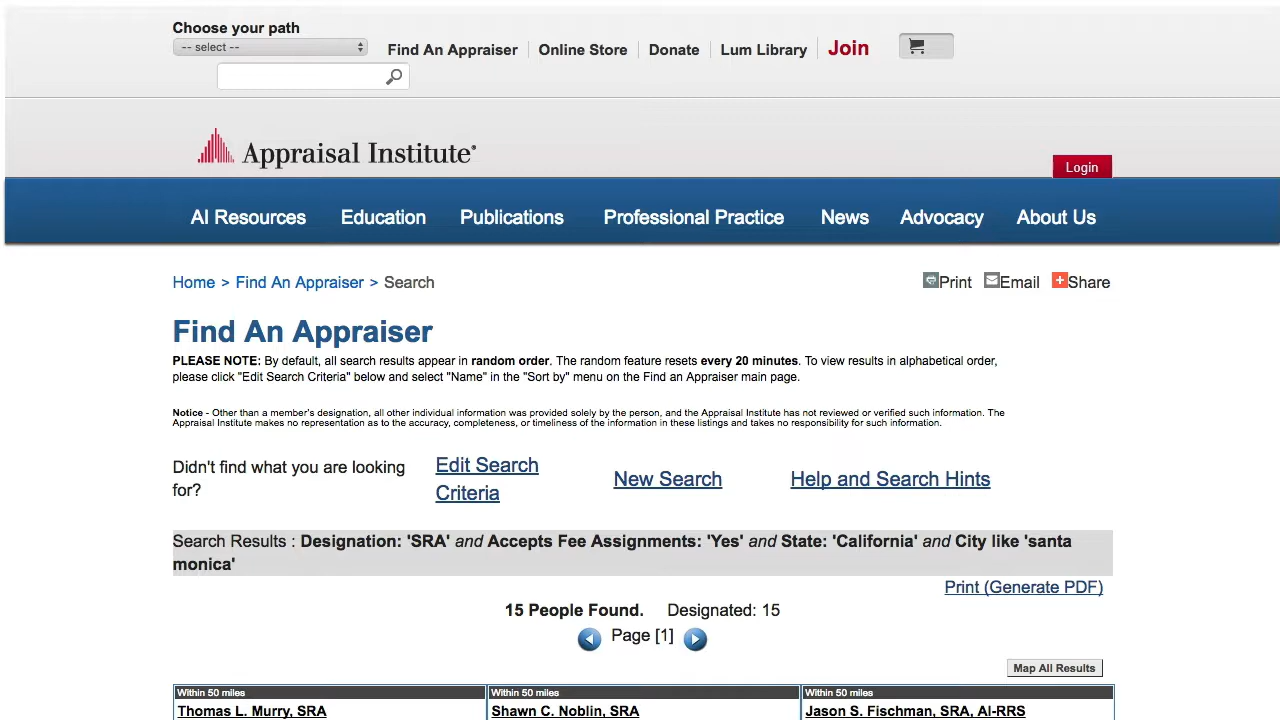 Choose your path
-- select --
Find An Appraiser
Online Store
Donate
Lum Library
Join
Appraisal Institute®
Login
AI Resources
Education
Publications
Professional Practice
News
Advocacy
About Us
Home > Find An Appraiser > Search
Print
Email
Share
Find An Appraiser
PLEASE NOTE: By default, all search results appear in random order. The random feature resets every 20 minutes. To view results in alphabetical order,
please click "Edit Search Criteria" below and select "Name" in the "Sort by" menu on the Find an Appraiser main page.
Notice - Other than a member's designation, all other individual information was provided solely by the person, and the Appraisal Institute has not reviewed or verified such information. The
Appraisal Institute makes no representation as to the accuracy, completeness, or timeliness of the information in these listings and takes no responsibility for such information.
Didn't find what you are looking
for?
Edit Search
Criteria
New Search
Help and Search Hints
Search Results : Designation: 'SRA' and Accepts Fee Assignments: 'Yes' and State: 'California' and City like 'santa
monica'
Print (Generate PDF)
15 People Found. Designated: 15
Page [1]
Map All Results
Within 50 miles
Thomas L. Murry, SRA
Within 50 miles
Shawn C. Noblin, SRA
Within 50 miles
Jason S. Fischman, SRA, AI-RRS